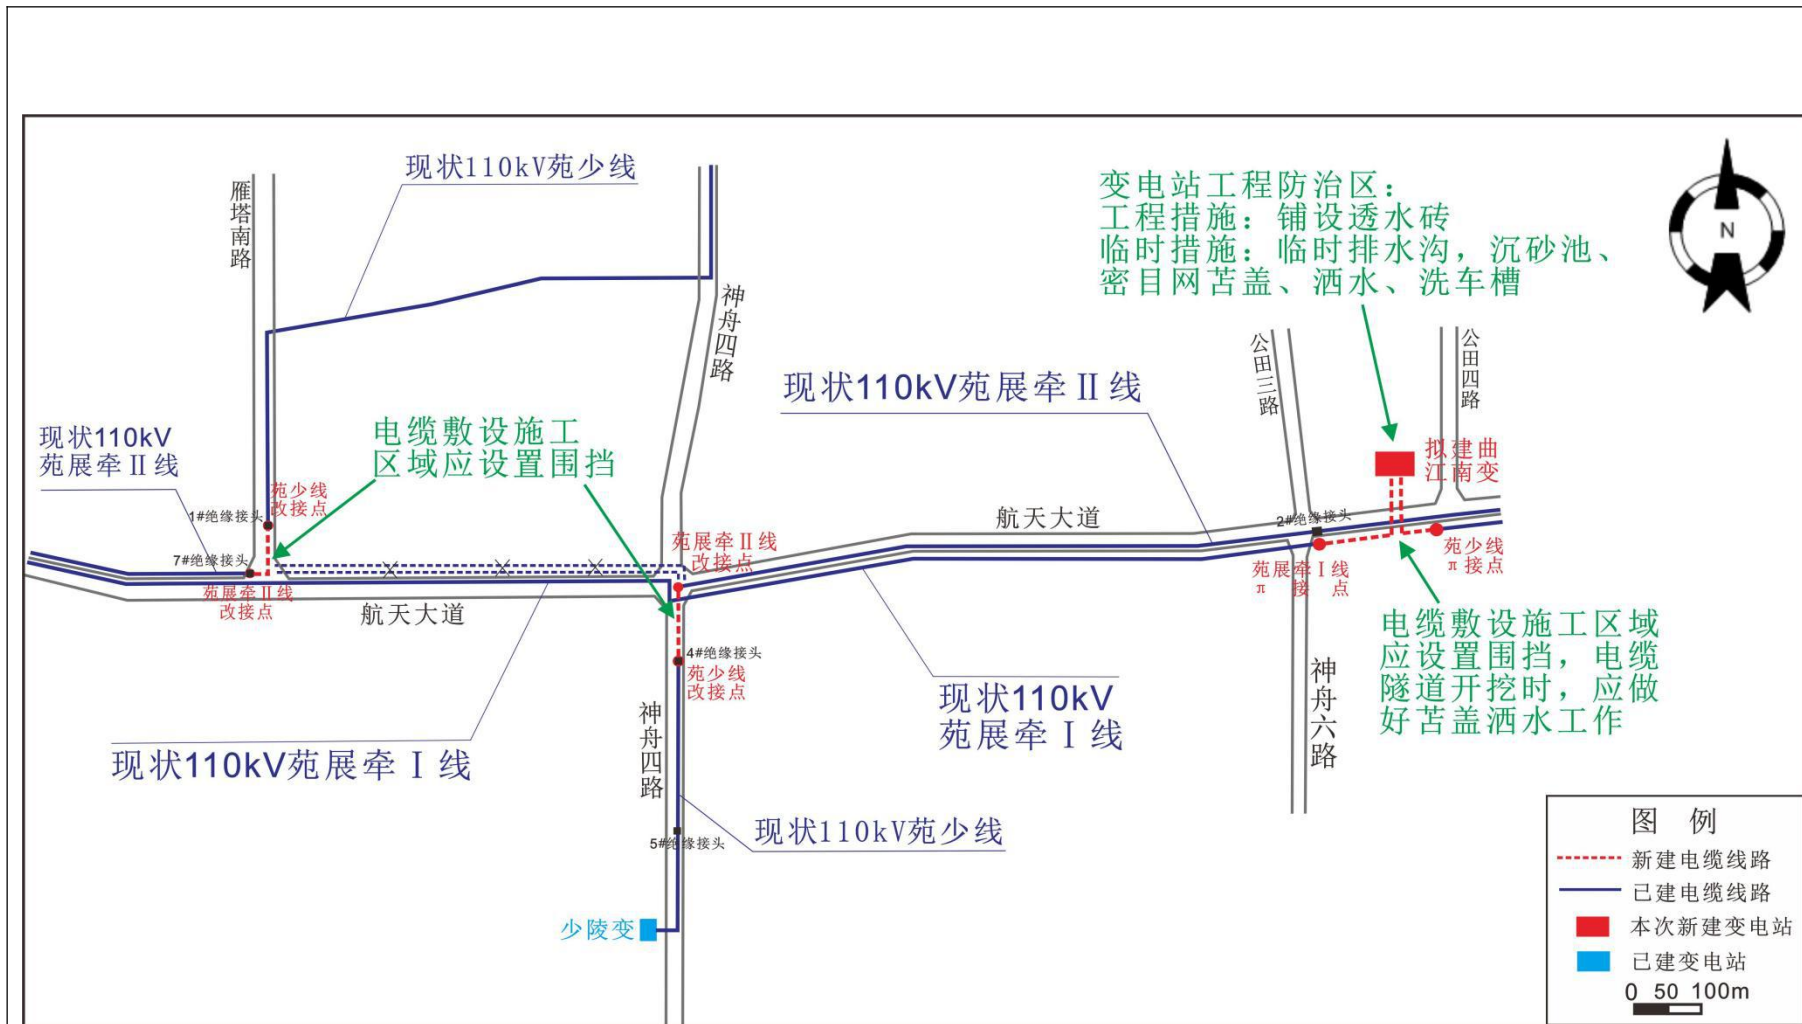 现状110kV苑少线
雁塔南路
神舟四路
变电站工程防治区：
工程措施：铺设透水砖
临时措施：临时排水沟，沉砂池、
密目网苫盖、洒水、洗车槽
N
公田三路
公田四路
现状110kV苑展牵Ⅱ线
现状110kV
苑展牵Ⅱ线
电缆敷设施工
区域应设置围挡
拟建曲
江南变
苑少线
改接点
1#绝缘接头
7#绝缘接头
苑展牵Ⅱ线
改接点
航天大道
苑展牵Ⅱ线
改接点
航天大道
2#绝缘接头
苑展牵Ⅰ线
π接点
苑少线
π接点
4#绝缘接头
苑少线
改接点
电缆敷设施工区域
应设置围挡，电缆
隧道开挖时，应做
好苫盖洒水工作
现状110kV
苑展牵Ⅰ线
神舟六路
现状110kV苑展牵Ⅰ线
神舟四路
现状110kV苑少线
5#绝缘接头
少陵变
图 例
新建电缆线路
已建电缆线路
本次新建变电站
已建变电站
0 50 100m